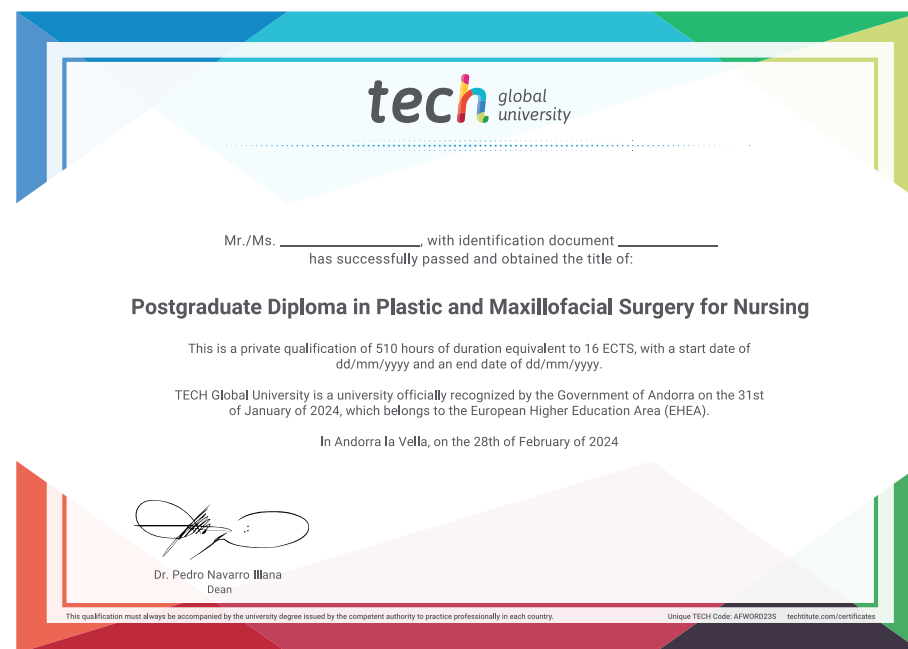 tech global
university
Mr./Ms. ____________________, with identification document ______________
has successfully passed and obtained the title of:
Postgraduate Diploma in Plastic and Maxillofacial Surgery for Nursing
This is a private qualification of 510 hours of duration equivalent to 16 ECTS, with a start date of
dd/mm/yyyy and an end date of dd/mm/yyyy.
TECH Global University is a university officially recognized by the Government of Andorra on the 31st
of January of 2024, which belongs to the European Higher Education Area (EHEA).
In Andorra la Vella, on the 28th of February of 2024
Dr. Pedro Navarro Illana
Dean
This qualification must always be accompanied by the university degree issued by the competent authority to practice professionally in each country. Unique TECH Code: AFWORD23S techtitute.com/certificates